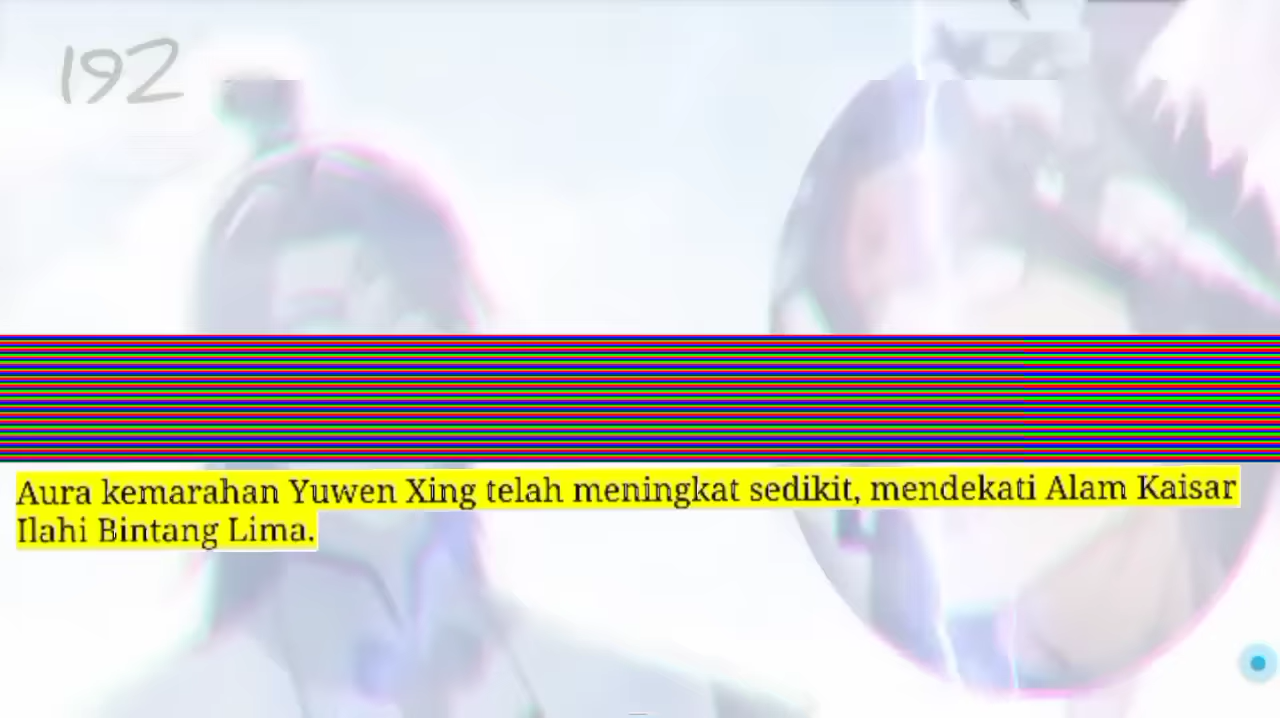 192
Aura kemarahan Yuwen Xing telah meningkat sedikit, mendekati Alam Kaisar
Ilahi Bintang Lima.